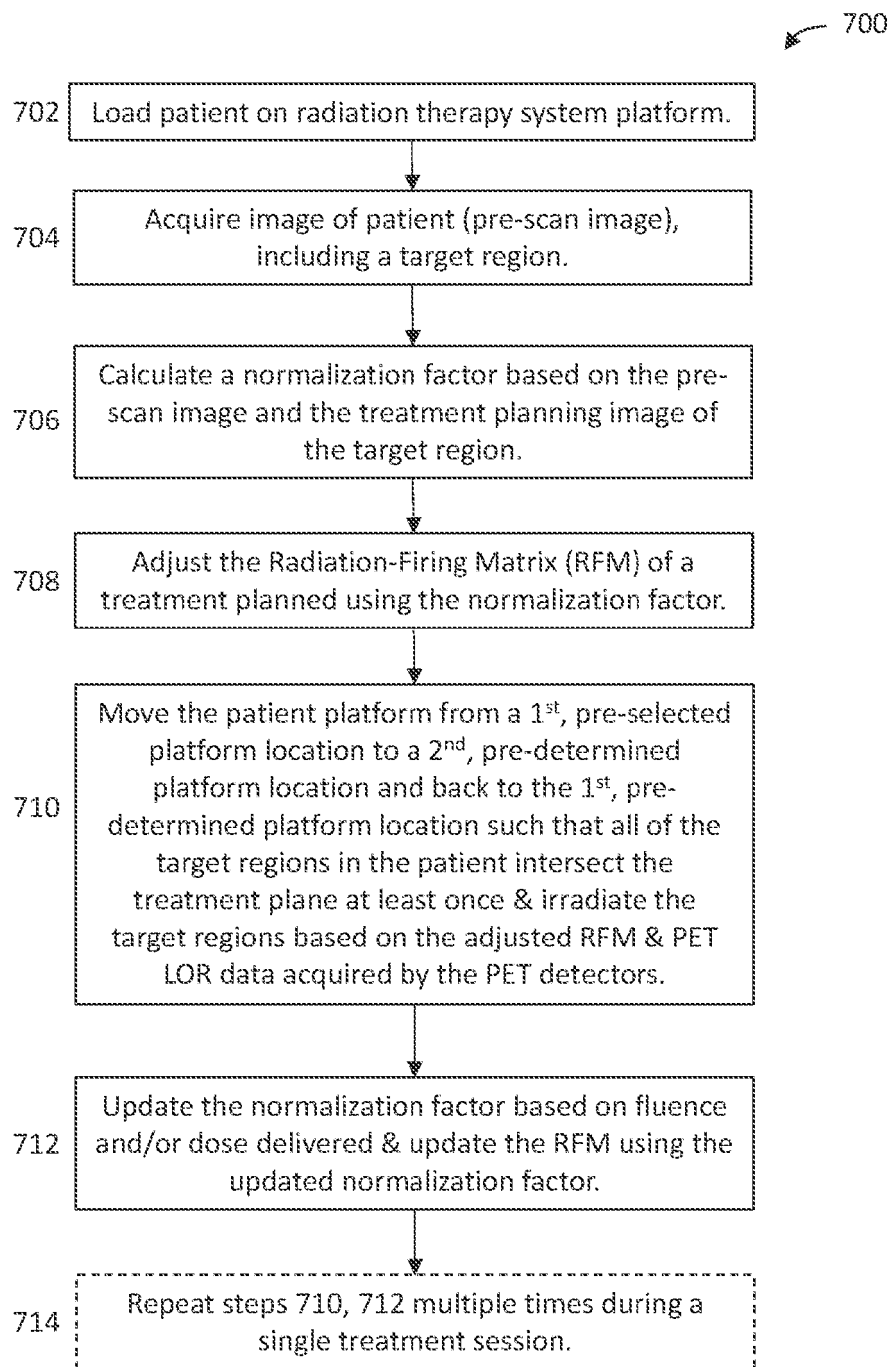 700
702
Load patient on radiation therapy system platform.
704
Acquire image of patient (pre-scan image),
including a target region.
706
Calculate a normalization factor based on the pre-
scan image and the treatment planning image of
the target region.
708
Adjust the Radiation-Firing Matrix (RFM) of a
treatment planned using the normalization factor.
710
Move the patient platform from a 1st, pre-selected
platform location to a 2nd, pre-determined
platform location and back to the 1st, pre-
determined platform location such that all of the
target regions in the patient intersect the
treatment plane at least once & irradiate the
target regions based on the adjusted RFM & PET
LOR data acquired by the PET detectors.
712
Update the normalization factor based on fluence
and/or dose delivered & update the RFM using the
updated normalization factor.
714
Repeat steps 710, 712 multiple times during a
single treatment session.